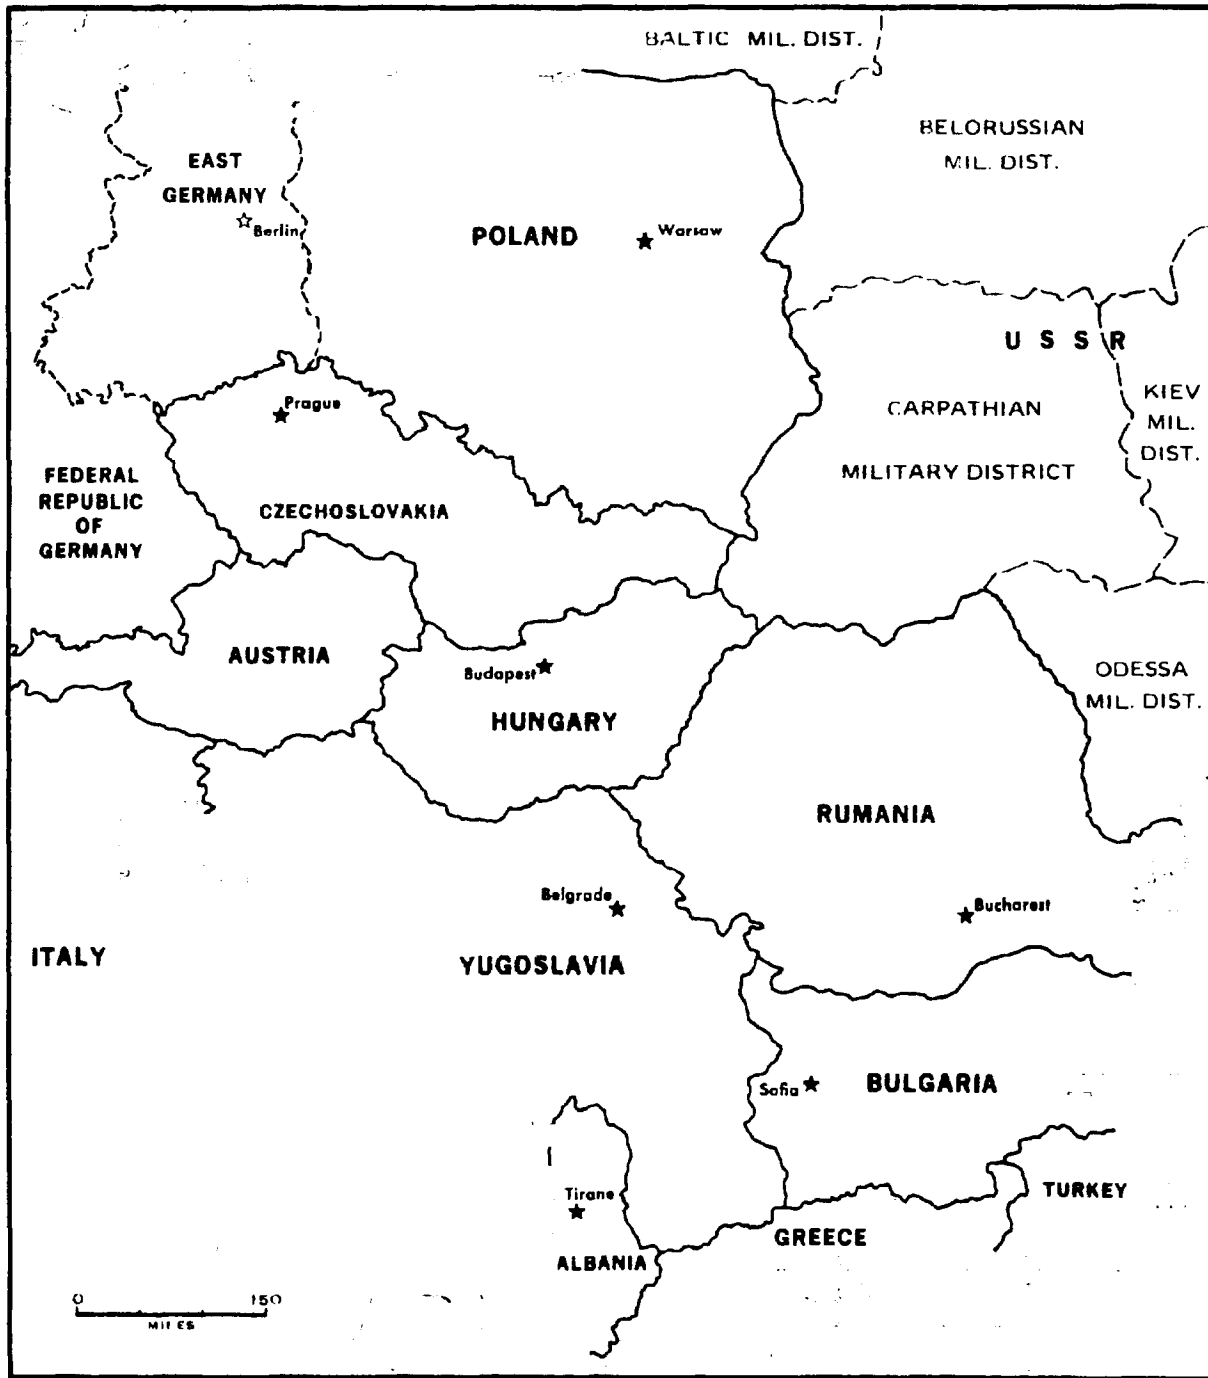 BALTIC MIL. DIST.
BELORUSSIAN
MIL. DIST.
EAST
GERMANY
Berlin
POLAND
Warsaw
U S S R
KIEV
MIL.
DIST.
CARPATHIAN
MILITARY DISTRICT
Prague
FEDERAL
REPUBLIC
OF
GERMANY
CZECHOSLOVAKIA
AUSTRIA
Budapest
HUNGARY
ODESSA
MIL. DIST.
RUMANIA
Belgrade
Bucharest
ITALY
YUGOSLAVIA
Sofia
BULGARIA
Tirane
TURKEY
GREECE
ALBANIA
0 150
MILES